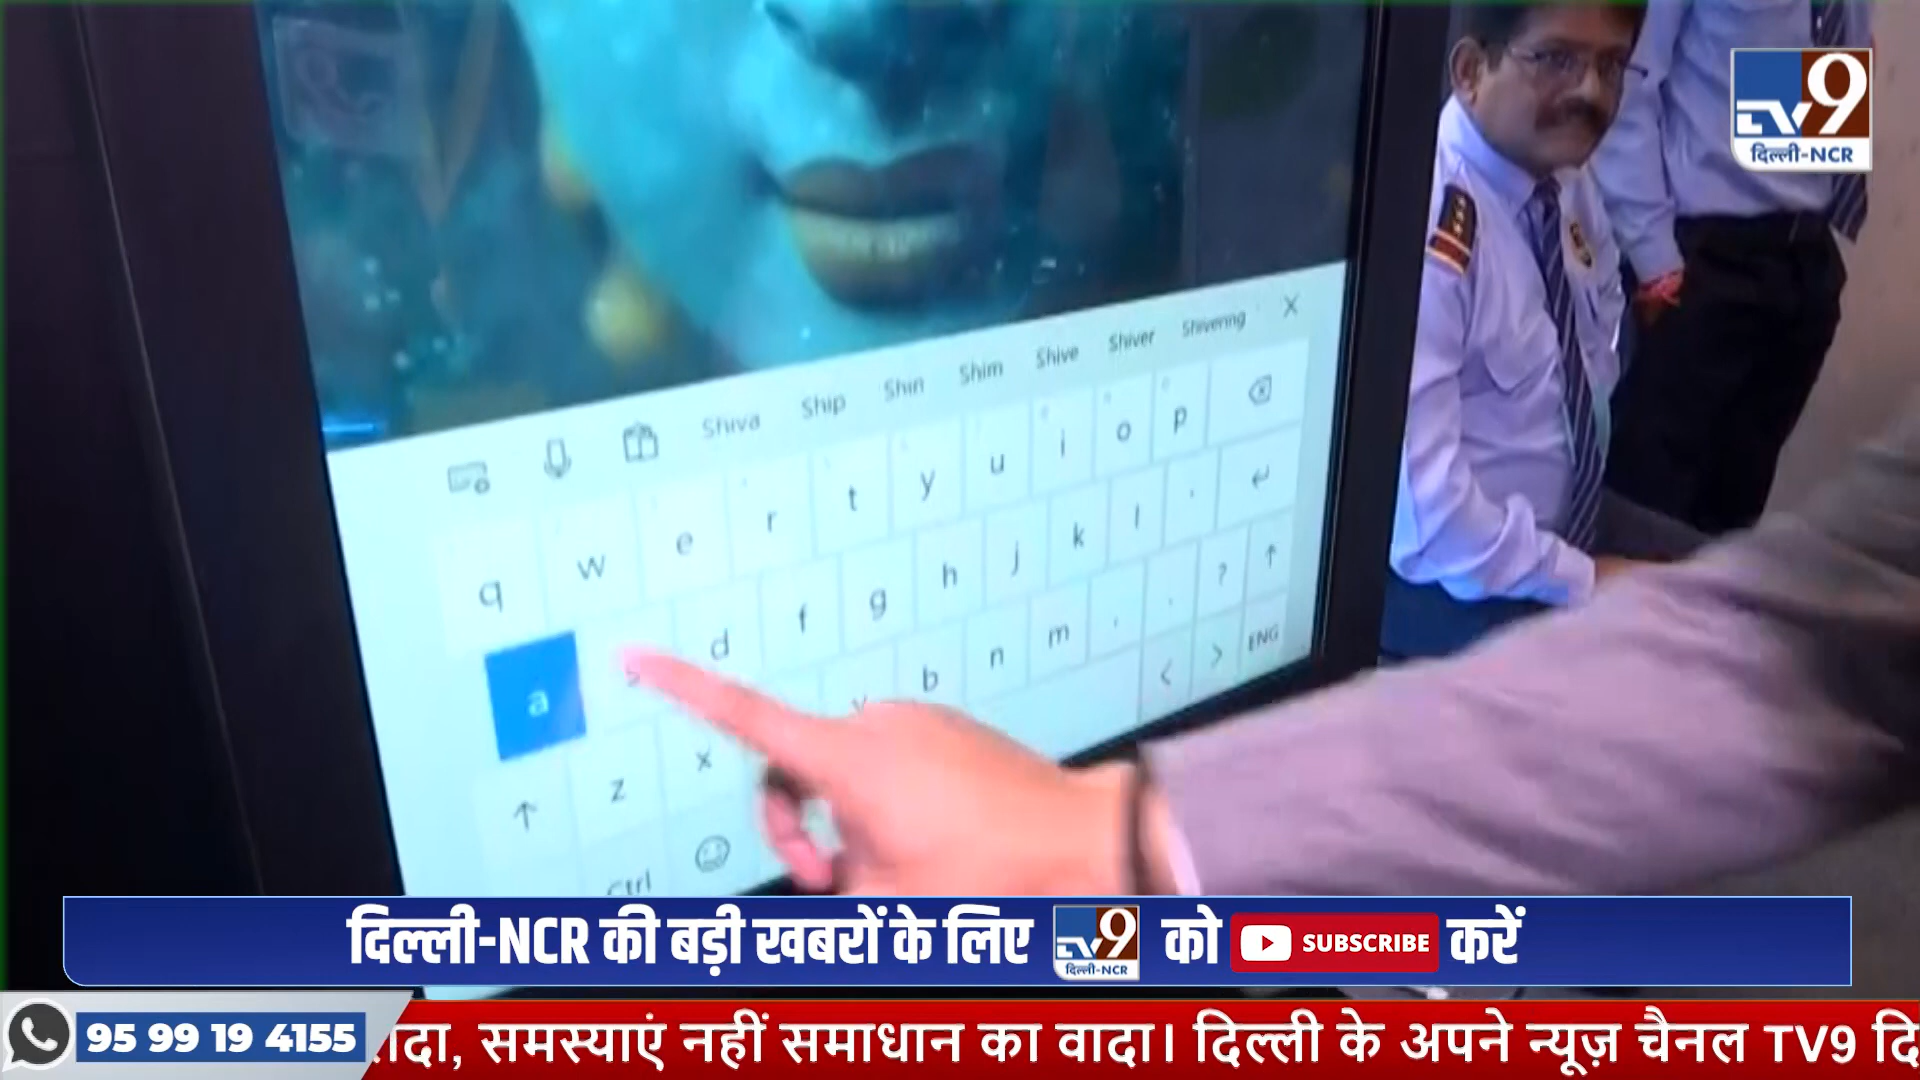 TV9
दिल्ली-NCR
Shiva Ship Shin Shim Shive Shiver Shivering X
q w e r t y u i o p
a s d f g h j k l '
z x v b n m , . ?
Ctrl < > ENG
दिल्ली-NCR की बड़ी खबरों के लिए TV9 दिल्ली-NCR को SUBSCRIBE करें
95 99 19 4155
समस्याएं नहीं समाधान का वादा। दिल्ली के अपने न्यूज़ चैनल TV9 दि